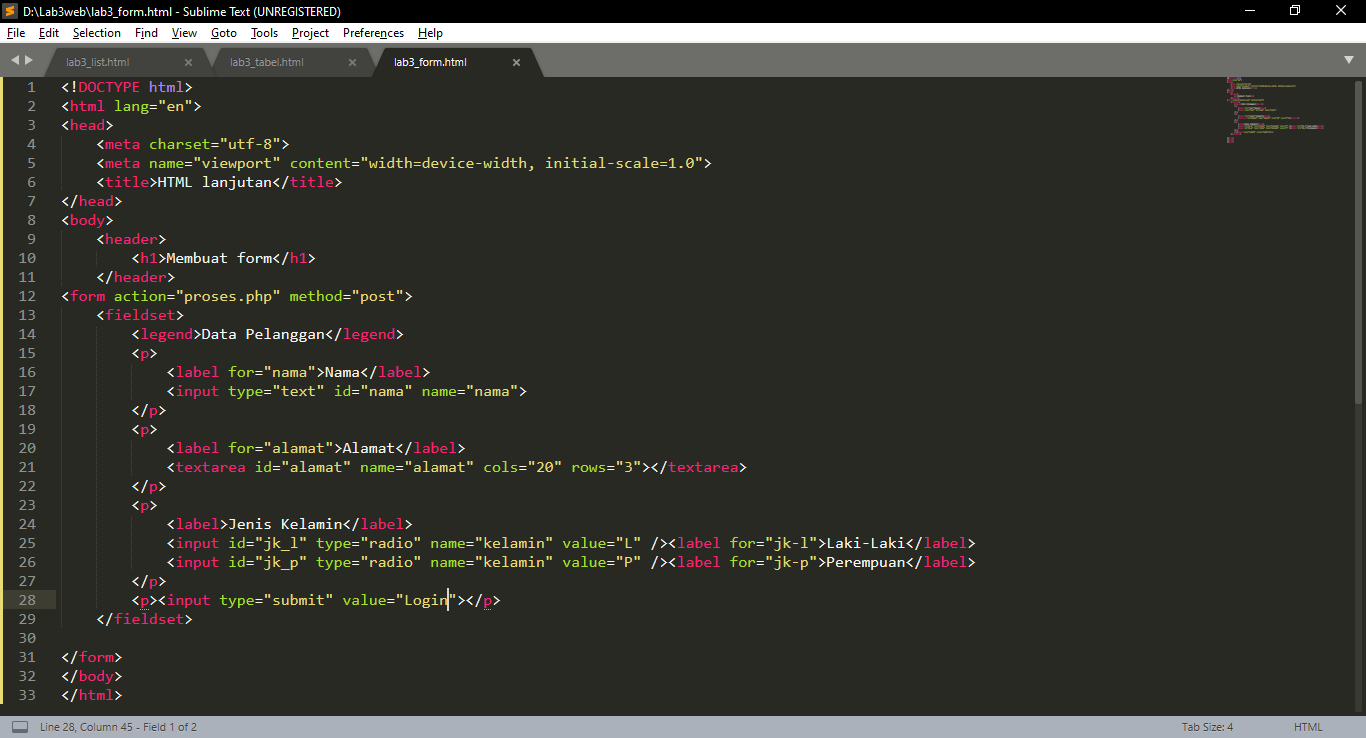 D:\Lab3web\lab3_form.html - Sublime Text (UNREGISTERED)
File Edit Selection Find View Goto Tools Project Preferences Help
lab3_list.html lab3_tabel.html lab3_form.html
1 <!DOCTYPE html>
2 <html lang="en">
3 <head>
4 <meta charset="utf-8">
5 <meta name="viewport" content="width=device-width, initial-scale=1.0">
6 <title>HTML lanjutan</title>
7 </head>
8 <body>
9 <header>
10 <h1>Membuat form</h1>
11 </header>
12 <form action="proses.php" method="post">
13 <fieldset>
14 <legend>Data Pelanggan</legend>
15 <p>
16 <label for="nama">Nama</label>
17 <input type="text" id="nama" name="nama">
18 </p>
19 <p>
20 <label for="alamat">Alamat</label>
21 <textarea id="alamat" name="alamat" cols="20" rows="3"></textarea>
22 </p>
23 <p>
24 <label>Jenis Kelamin</label>
25 <input id="jk_l" type="radio" name="kelamin" value="L" /><label for="jk-l">Laki-Laki</label>
26 <input id="jk_p" type="radio" name="kelamin" value="P" /><label for="jk-p">Perempuan</label>
27 </p>
28 <p><input type="submit" value="Login"></p>
29 </fieldset>
30
31 </form>
32 </body>
33 </html>
Line 28, Column 45 - Field 1 of 2 Tab Size: 4 HTML